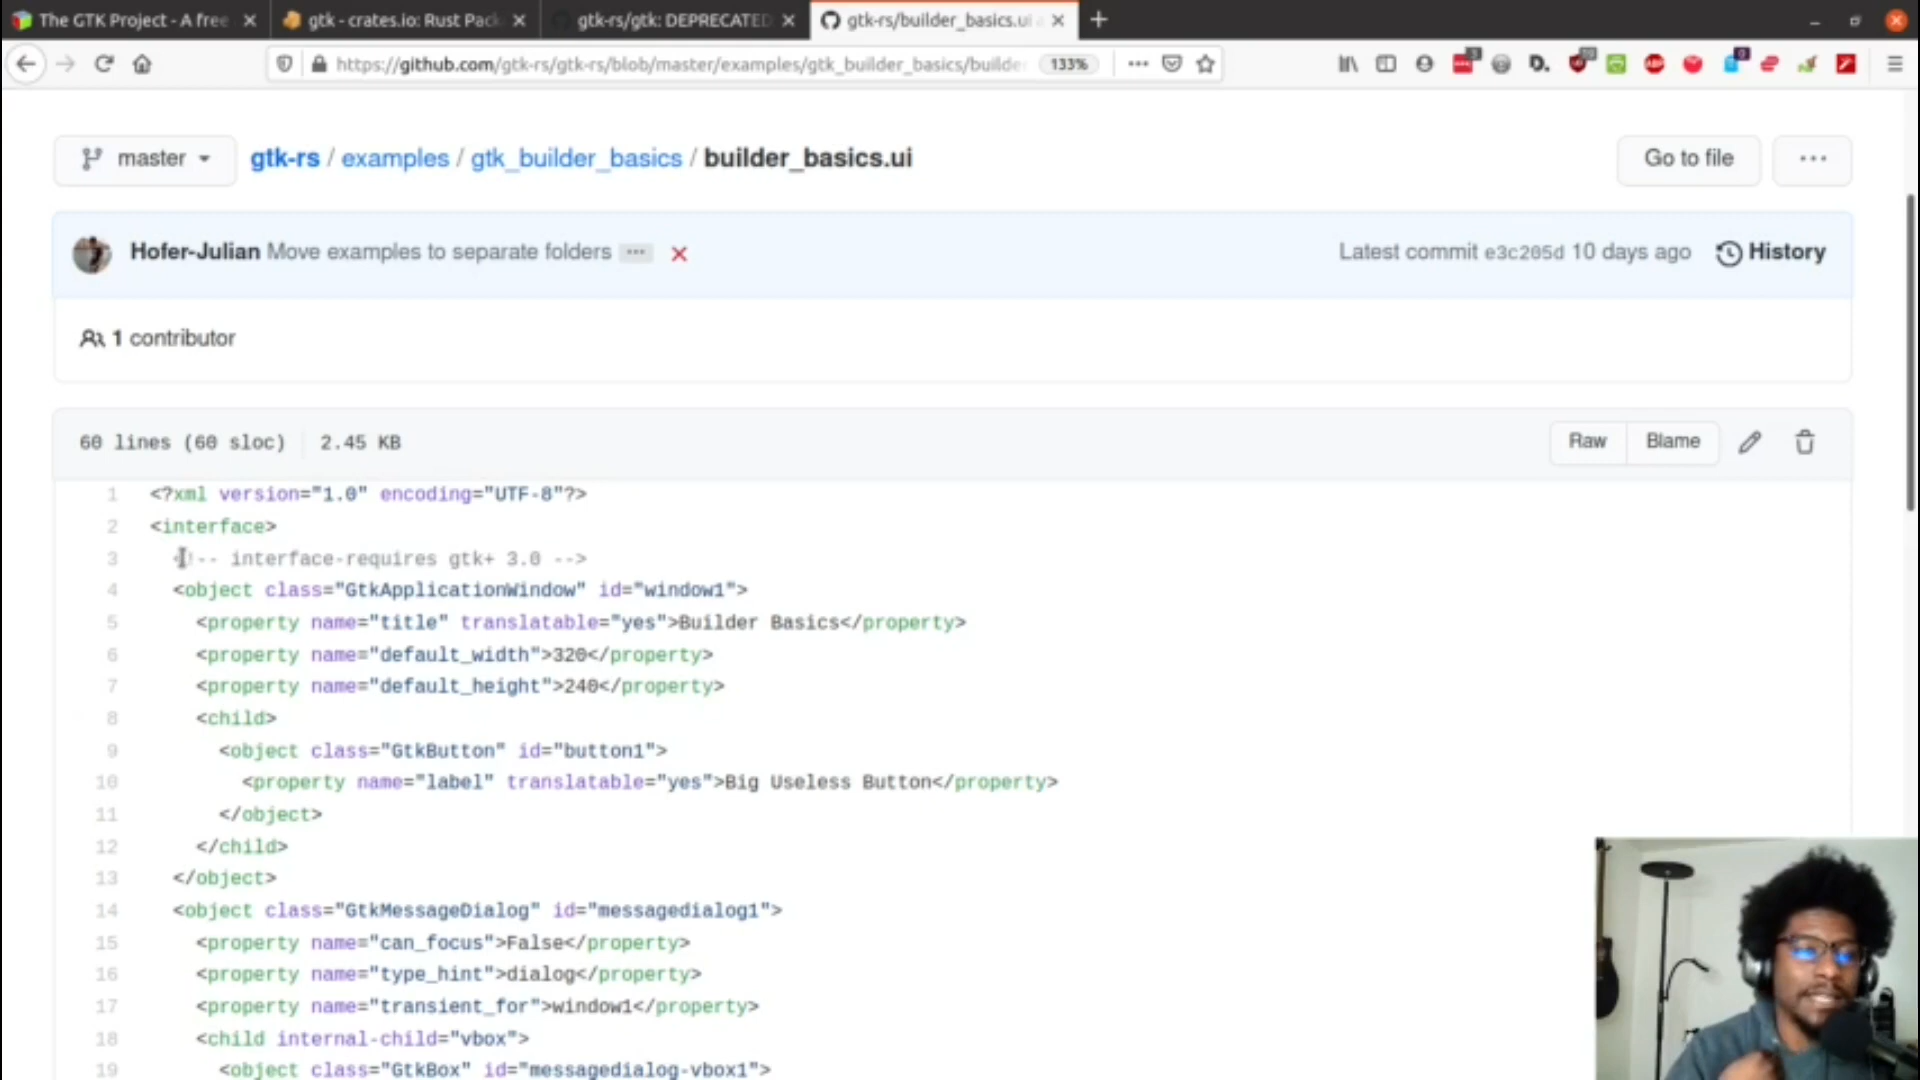 The GTK Project - A free
gtk - crates.io: Rust Pack
gtk-rs/gtk: DEPRECATED
gtk-rs/builder_basics.ui
https://github.com/gtk-rs/gtk-rs/blob/master/examples/gtk_builder_basics/builde
133%
master
gtk-rs / examples / gtk_builder_basics / builder_basics.ui
Go to file
Hofer-Julian Move examples to separate folders
Latest commit e3c205d 10 days ago
History
1 contributor
60 lines (60 sloc) 2.45 KB
Raw
Blame
1 <?xml version="1.0" encoding="UTF-8"?>
2 <interface>
3 <!-- interface-requires gtk+ 3.0 -->
4 <object class="GtkApplicationWindow" id="window1">
5 <property name="title" translatable="yes">Builder Basics</property>
6 <property name="default_width">320</property>
7 <property name="default_height">240</property>
8 <child>
9 <object class="GtkButton" id="button1">
10 <property name="label" translatable="yes">Big Useless Button</property>
11 </object>
12 </child>
13 </object>
14 <object class="GtkMessageDialog" id="messagedialog1">
15 <property name="can_focus">False</property>
16 <property name="type_hint">dialog</property>
17 <property name="transient_for">window1</property>
18 <child internal-child="vbox">
19 <object class="GtkBox" id="messagedialog-vbox1">